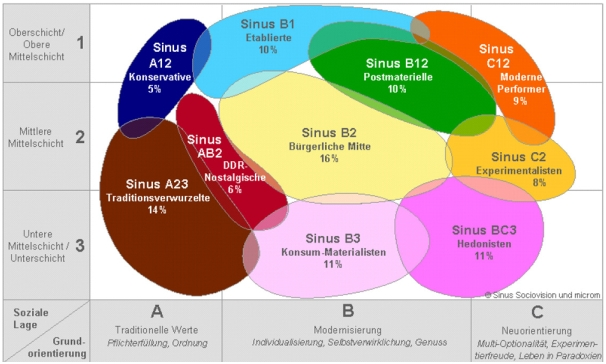 Oberschicht/
Obere
Mittelschicht
1
Mittlere
Mittelschicht
2
Untere
Mittelschicht /
Unterschicht
3
Sinus B1
Etablierte
10%
Sinus
A12
Konservative
5%
Sinus B12
Postmaterielle
10%
Sinus
C12
Moderne
Performer
9%
Sinus
AB2
DDR-
Nostalgische
6%
Sinus B2
Bürgerliche Mitte
16%
Sinus C2
Experimentalisten
8%
Sinus A23
Traditionsverwurzelte
14%
Sinus B3
Konsum-Materialisten
11%
Sinus BC3
Hedonisten
11%
© Sinus Sociovision und microm
Soziale
Lage
Grund-
orientierung
A
Traditionelle Werte
Pflichterfüllung, Ordnung
B
Modernisierung
Individualisierung, Selbstverwirklichung, Genuss
C
Neuorientierung
Multi-Optionalität, Experimen-
tierfreude, Leben in Paradoxien